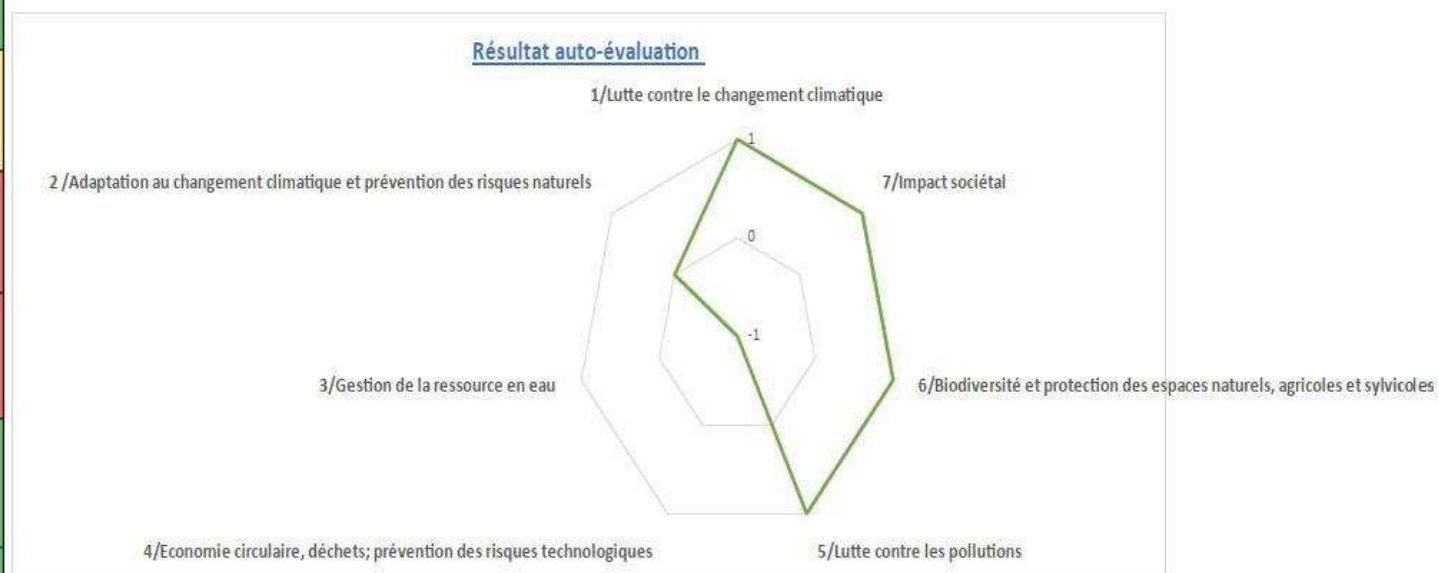 Résultat auto-évaluation
1/Lutte contre le changement climatique
1
2 /Adaptation au changement climatique et prévention des risques naturels
7/Impact sociétal
0
-1
3/Gestion de la ressource en eau
6/Biodiversité et protection des espaces naturels, agricoles et sylvicoles
4/Economie circulaire, déchets; prévention des risques technologiques
5/Lutte contre les pollutions